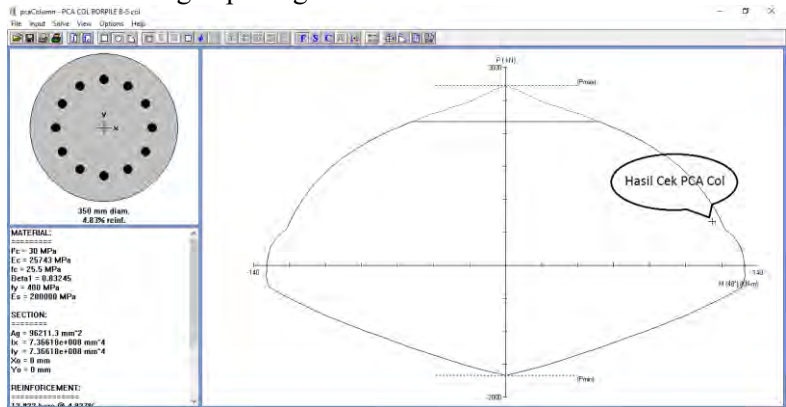 pcaColumn - PCA COL BORPILE B-S.col
File Input Solve View Options Help
350 mm diam.
4.83% reinf.
MATERIAL:
=========
f'c = 30 MPa
Ec = 25743 MPa
fc = 25.5 MPa
Beta1 = 0.83245
fy = 400 MPa
Es = 200000 MPa
SECTION:
========
Ag = 96211.3 mm^2
Ix = 7.36618e+008 mm^4
Iy = 7.36618e+008 mm^4
Xo = 0 mm
Yo = 0 mm
REINFORCEMENT:
P ( kN)
(Pmax)
Hasil Cek PCA Col
-140
140
(Pmin)
y
x